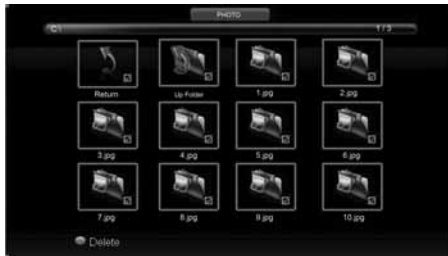 PHOTO
C:\ 1/3
Return Up Folder 1.jpg 2.jpg
3.jpg 4.jpg 5.jpg 6.jpg
7.jpg 8.jpg 9.jpg 10.jpg
Delete